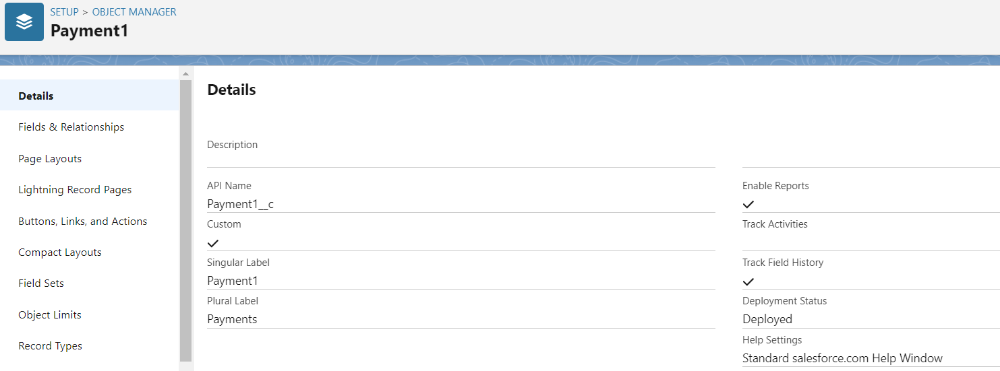 SETUP > OBJECT MANAGER
Payment1
Details
Fields & Relationships
Page Layouts
Lightning Record Pages
Buttons, Links, and Actions
Compact Layouts
Field Sets
Object Limits
Record Types
Details
Description
API Name
Payment1__c
Custom
Singular Label
Payment1
Plural Label
Payments
Enable Reports
Track Activities
Track Field History
Deployment Status
Deployed
Help Settings
Standard salesforce.com Help Window